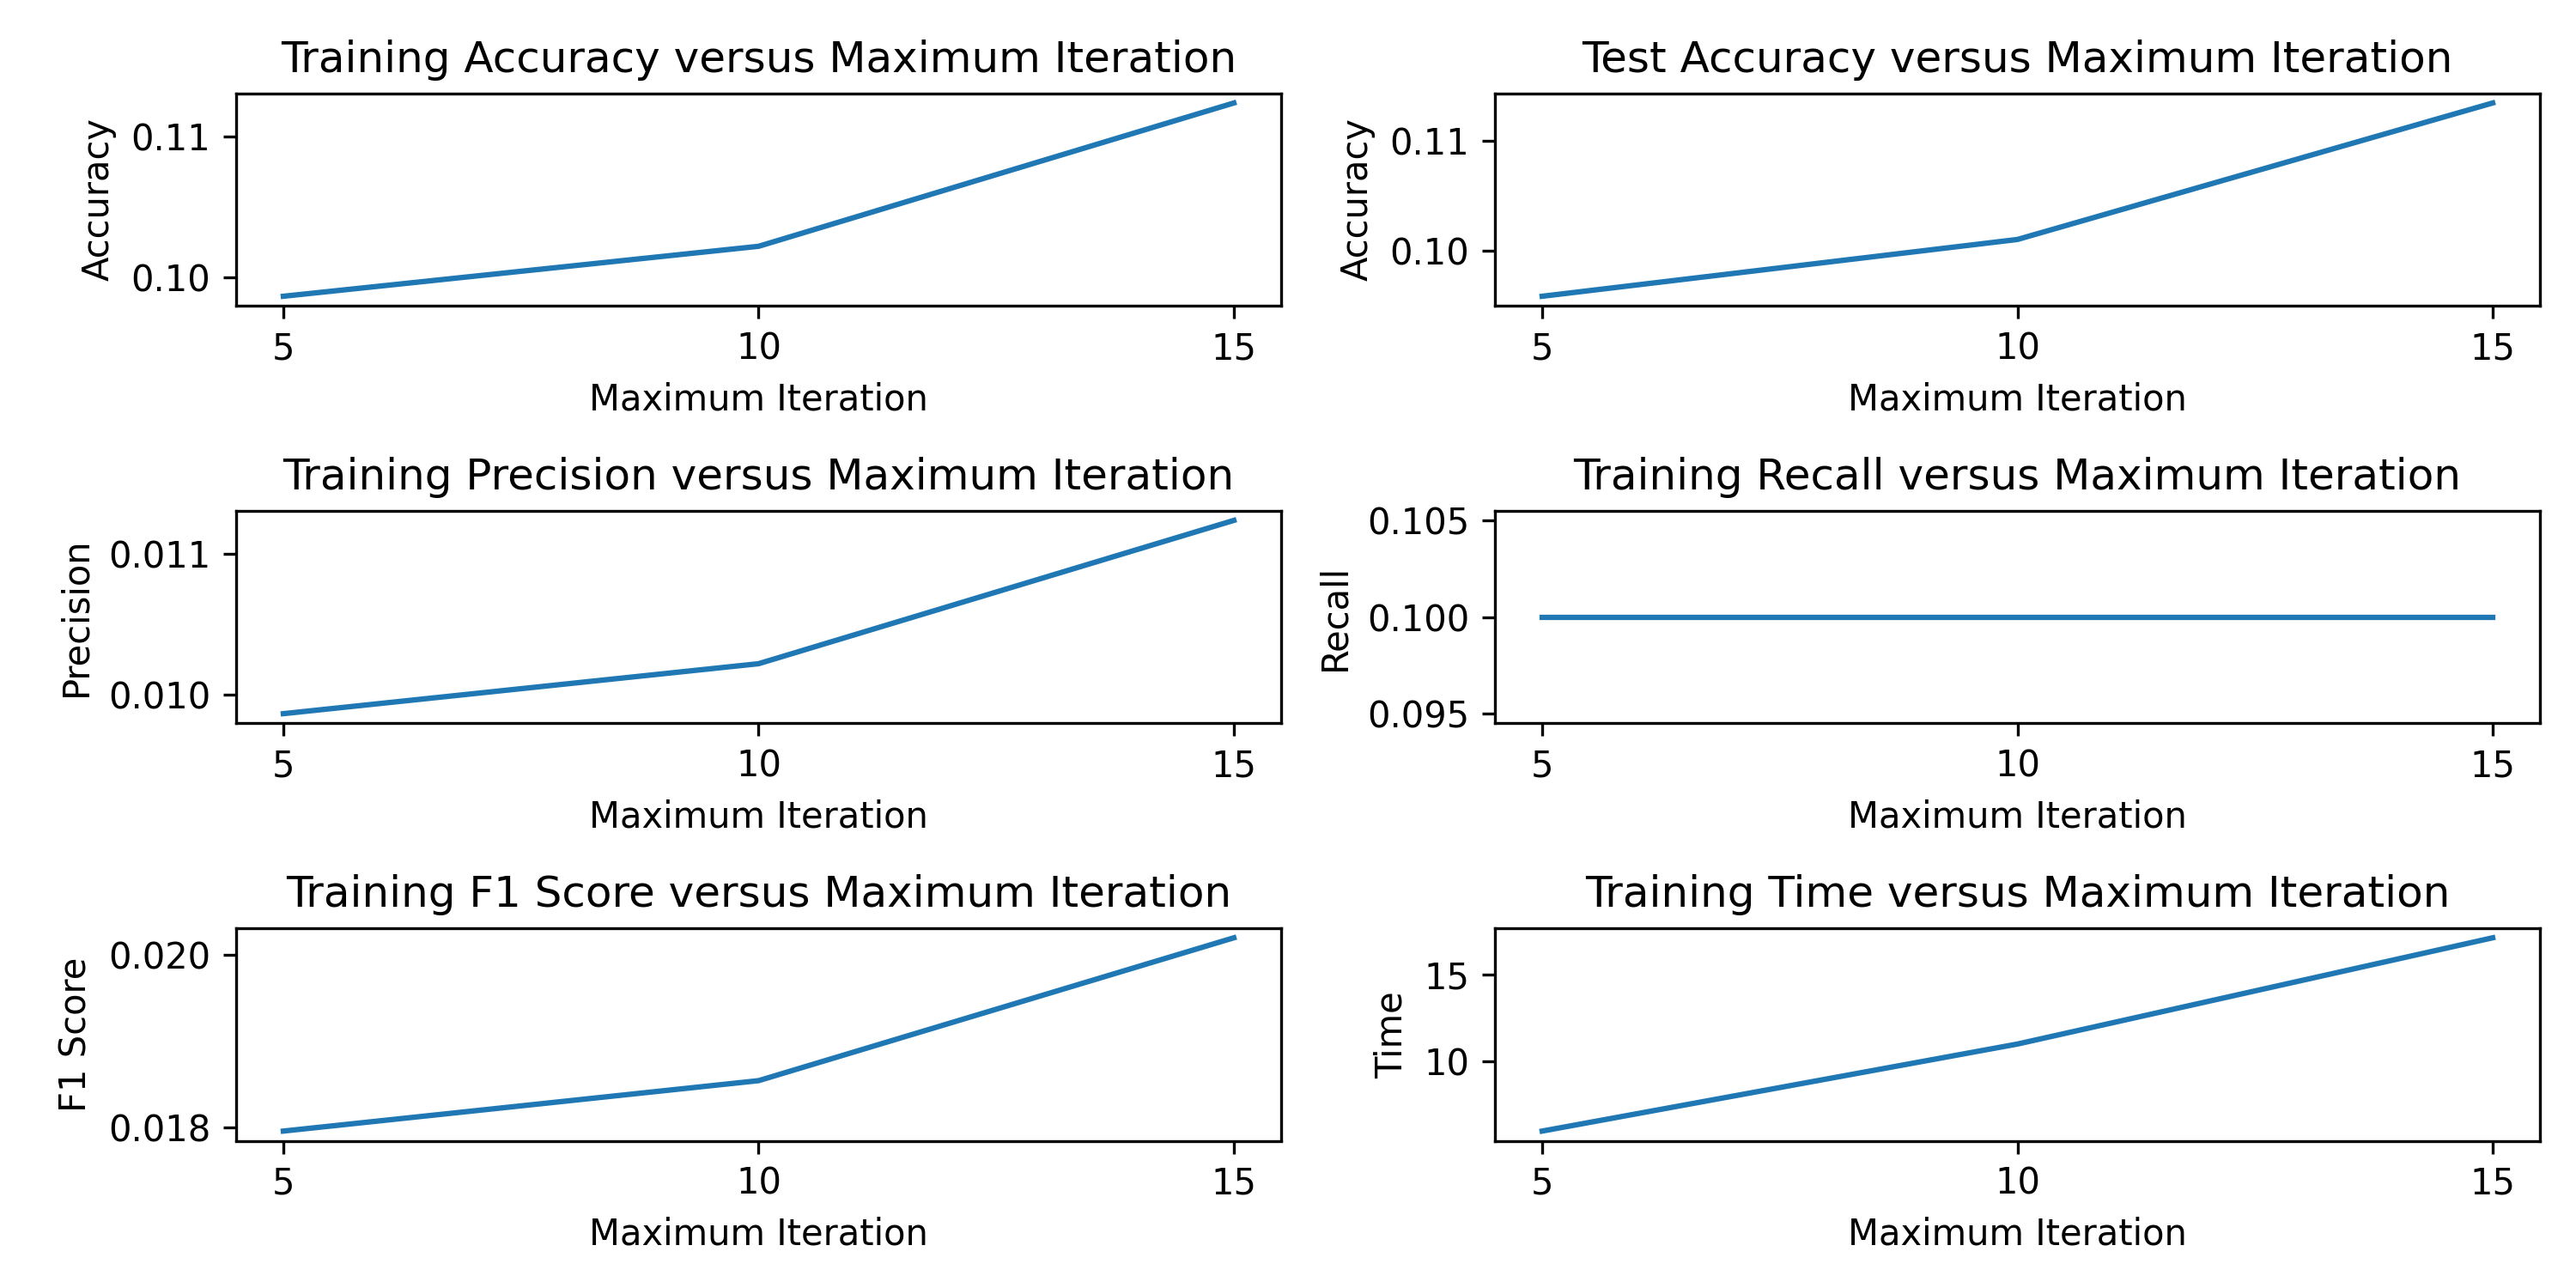 Training Accuracy versus Maximum Iteration
Accuracy
0.11
0.10
5 10 15
Maximum Iteration
Test Accuracy versus Maximum Iteration
Accuracy
0.11
0.10
5 10 15
Maximum Iteration
Training Precision versus Maximum Iteration
Precision
0.011
0.010
5 10 15
Maximum Iteration
Training Recall versus Maximum Iteration
Recall
0.105
0.100
0.095
5 10 15
Maximum Iteration
Training F1 Score versus Maximum Iteration
F1 Score
0.020
0.018
5 10 15
Maximum Iteration
Training Time versus Maximum Iteration
Time
15
10
5 10 15
Maximum Iteration